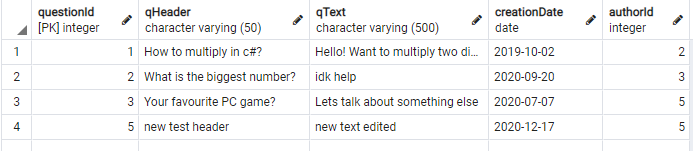 questionId qHeader qText creationDate authorId
[PK] integer character varying (50) character varying (500) date integer
1 1 How to multiply in c#? Hello! Want to multiply two di... 2019-10-02 2
2 2 What is the biggest number? idk help 2020-09-20 3
3 3 Your favourite PC game? Lets talk about something else 2020-07-07 5
4 5 new test header new text edited 2020-12-17 5